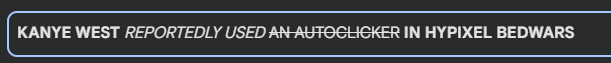 KANYE WEST REPORTEDLY USED AN AUTOCLICKER IN HYPIXEL BEDWARS